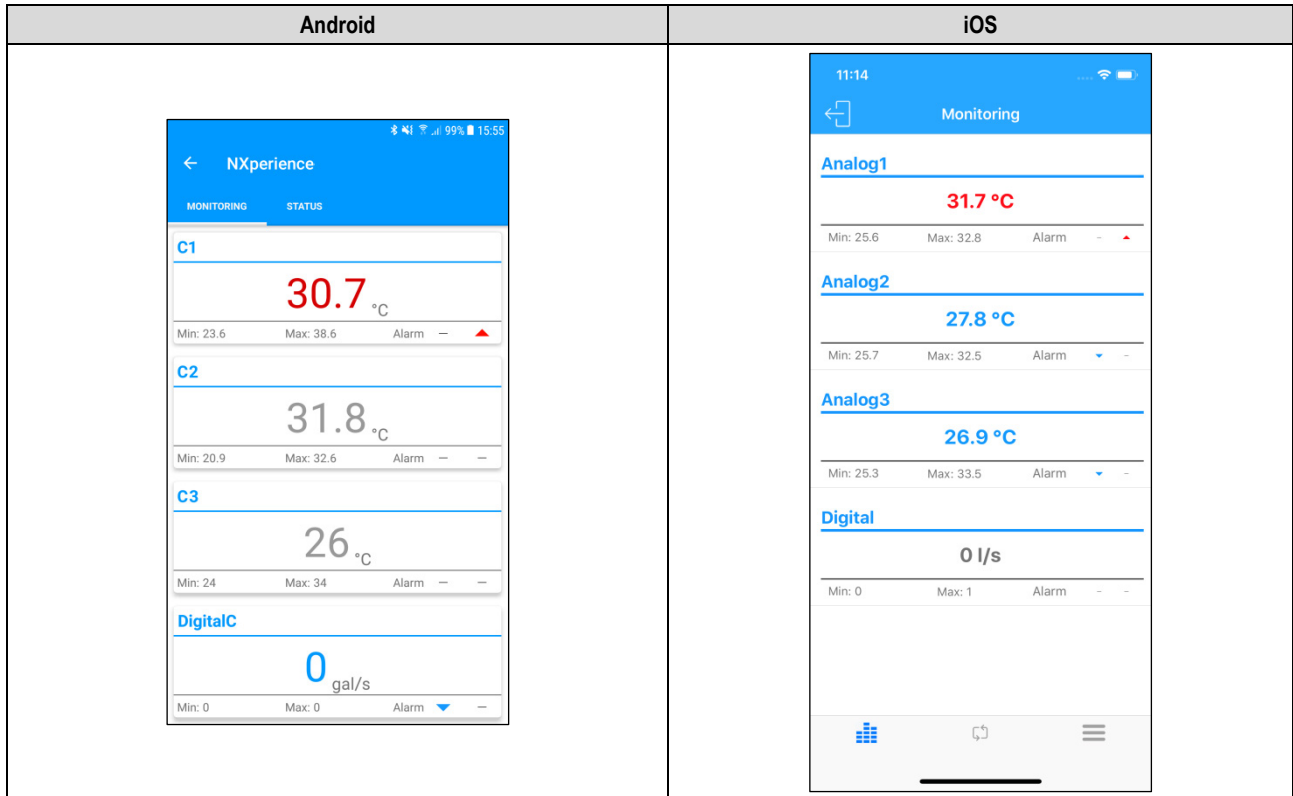 Android
iOS
99% 15:55
NXperience
MONITORING STATUS
C1
30.7 °C
Min: 23.6 Max: 38.6 Alarm –
C2
31.8 °C
Min: 20.9 Max: 32.6 Alarm – –
C3
26 °C
Min: 24 Max: 34 Alarm – –
DigitalC
0 gal/s
Min: 0 Max: 0 Alarm –
11:14
Monitoring
Analog1
31.7 °C
Min: 25.6 Max: 32.8 Alarm -
Analog2
27.8 °C
Min: 25.7 Max: 32.5 Alarm -
Analog3
26.9 °C
Min: 25.3 Max: 33.5 Alarm -
Digital
0 l/s
Min: 0 Max: 1 Alarm - -